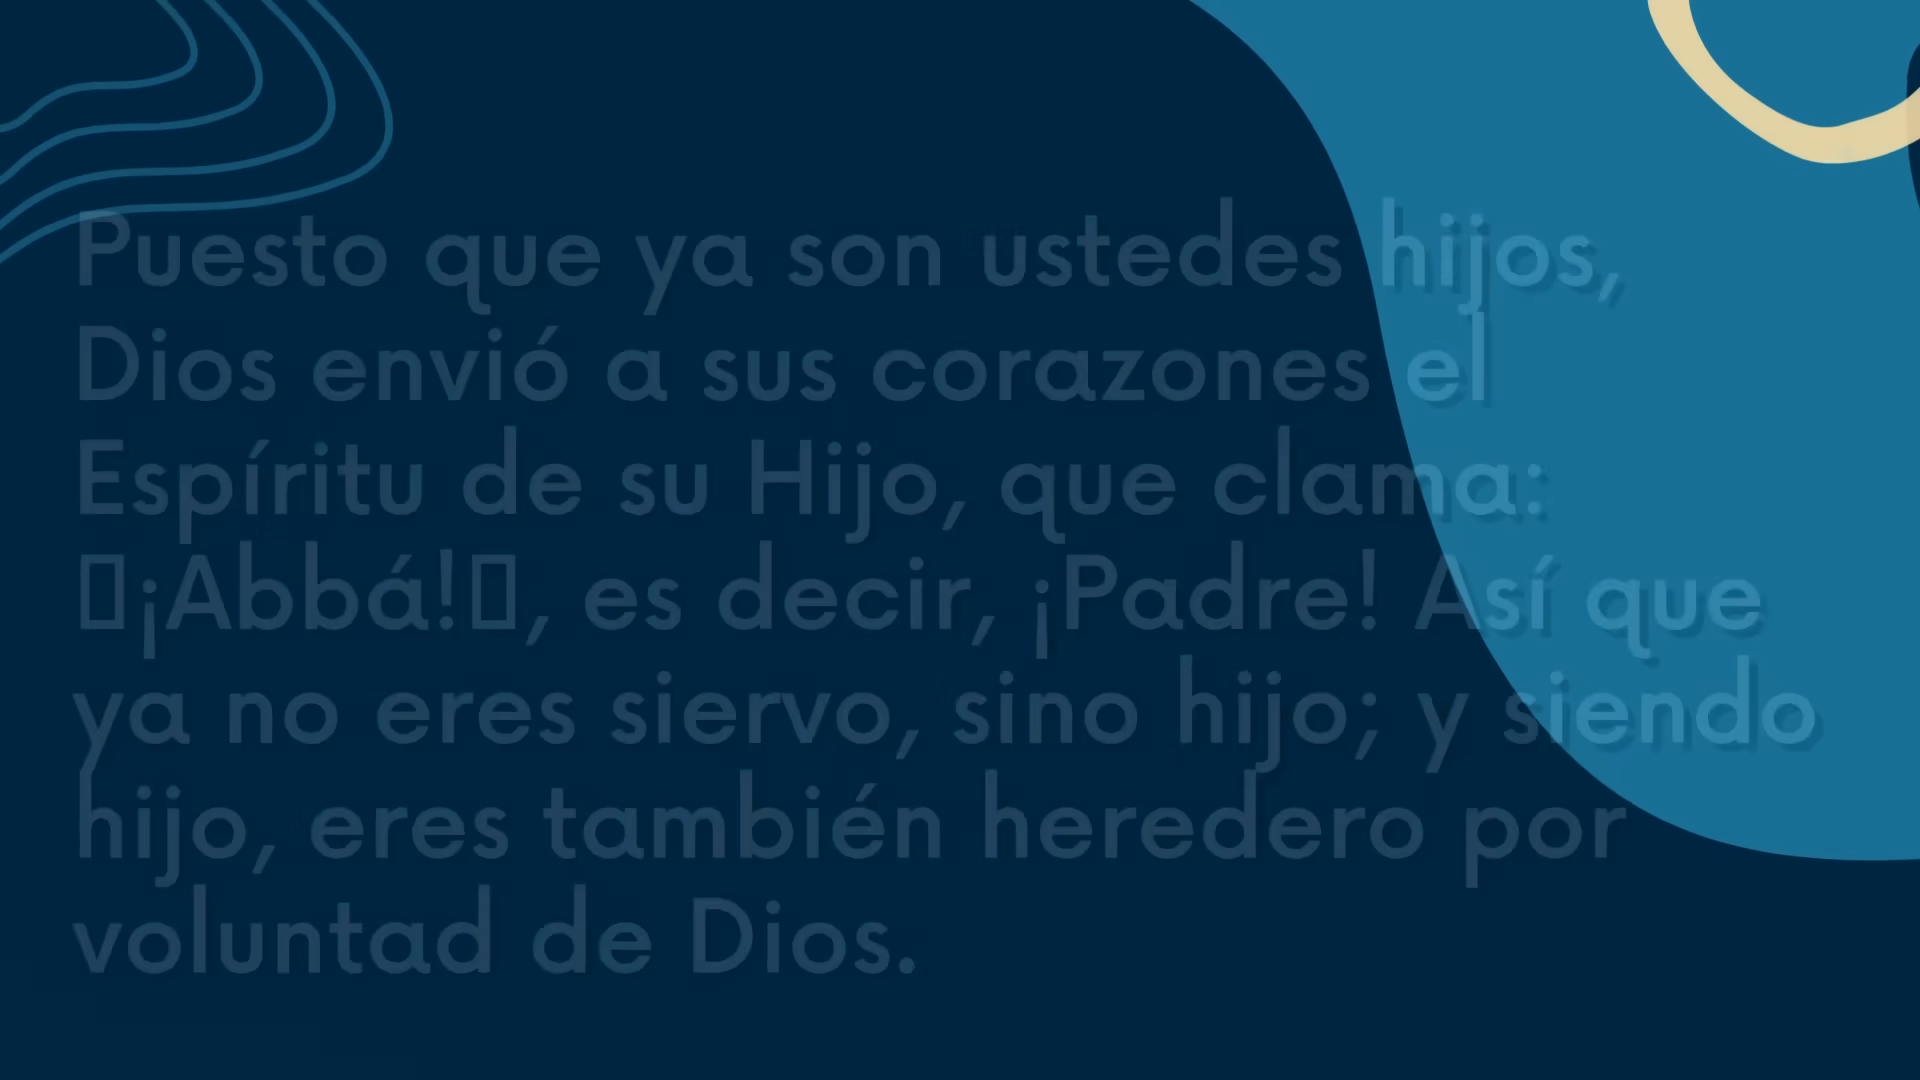 Puesto que ya son ustedes hijos,
Dios envió a sus corazones el
Espíritu de su Hijo, que clama:
▯¡Abbá!▯, es decir, ¡Padre! Así que
ya no eres siervo, sino hijo; y siendo
hijo, eres también heredero por
voluntad de Dios.